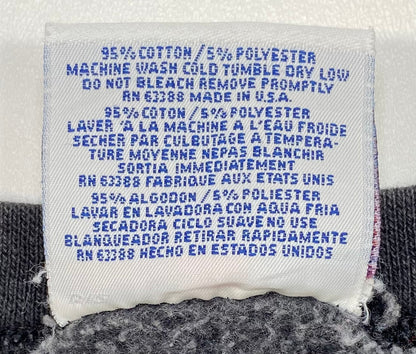 95% COTTON / 5% POLYESTER
MACHINE WASH COLD TUMBLE DRY LOW
DO NOT BLEACH REMOVE PROMPTLY
RN 63388 MADE IN U.S.A.
95% COTON / 5% POLYESTER
LAVER 'A LA MACHINE A L'EAU FROIDE
SECHER PAR CULBUTAGE A TEMPERA-
TURE MOYENNE NEPAS BLANCHIR
SORTIA IMMEDIATEMENT
RN 63388 FABRIQUE AUX ETATS UNIS
95% ALGODON / 5% POLIESTER
LAVAR EN LAVADORA CON AQUA FRIA
SECADORA CICLO SUAVE NO USE
BLANQUEADOR RETIRAR RAPIDAMENTE
RN 63388 HECHO EN ESTADOS UNIDOS